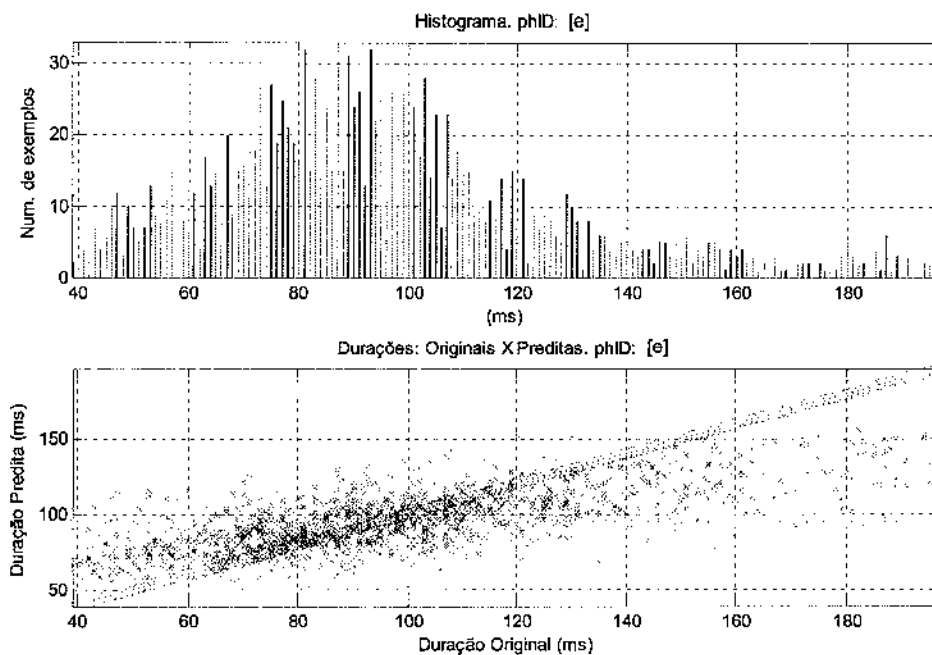 Histograma. phID: [e]
30
20
10
0
Num. de exemplos
40 60 80 100 120 140 160 180
(ms)
Durações: Originais X Preditas. phID: [e]
150
100
50
Duração Predita (ms)
40 60 80 100 120 140 160 180
Duração Original (ms)